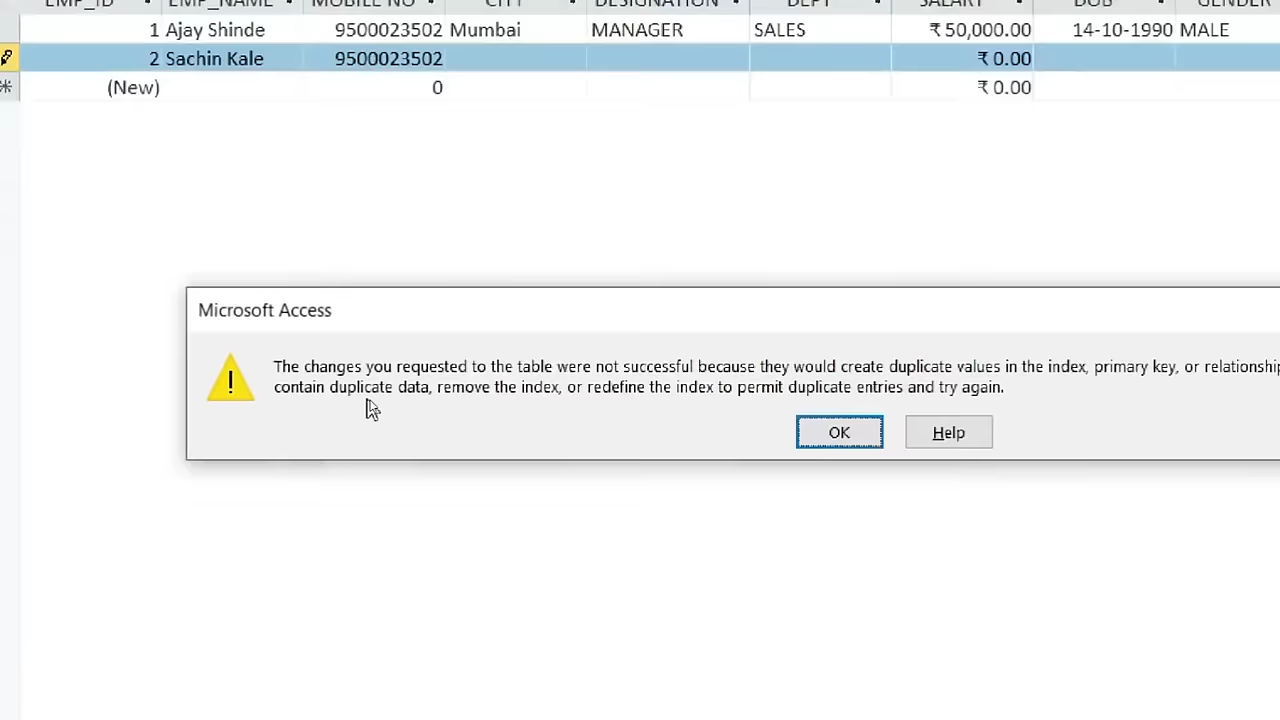 EMP_ID EMP_NAME MOBILE NO CITY DESIGNATION DEPT SALARY DOB GENDER
1 Ajay Shinde 9500023502 Mumbai MANAGER SALES ₹ 50,000.00 14-10-1990 MALE
2 Sachin Kale 9500023502 ₹ 0.00
(New) 0 ₹ 0.00
Microsoft Access
The changes you requested to the table were not successful because they would create duplicate values in the index, primary key, or relationship
contain duplicate data, remove the index, or redefine the index to permit duplicate entries and try again.
OK Help